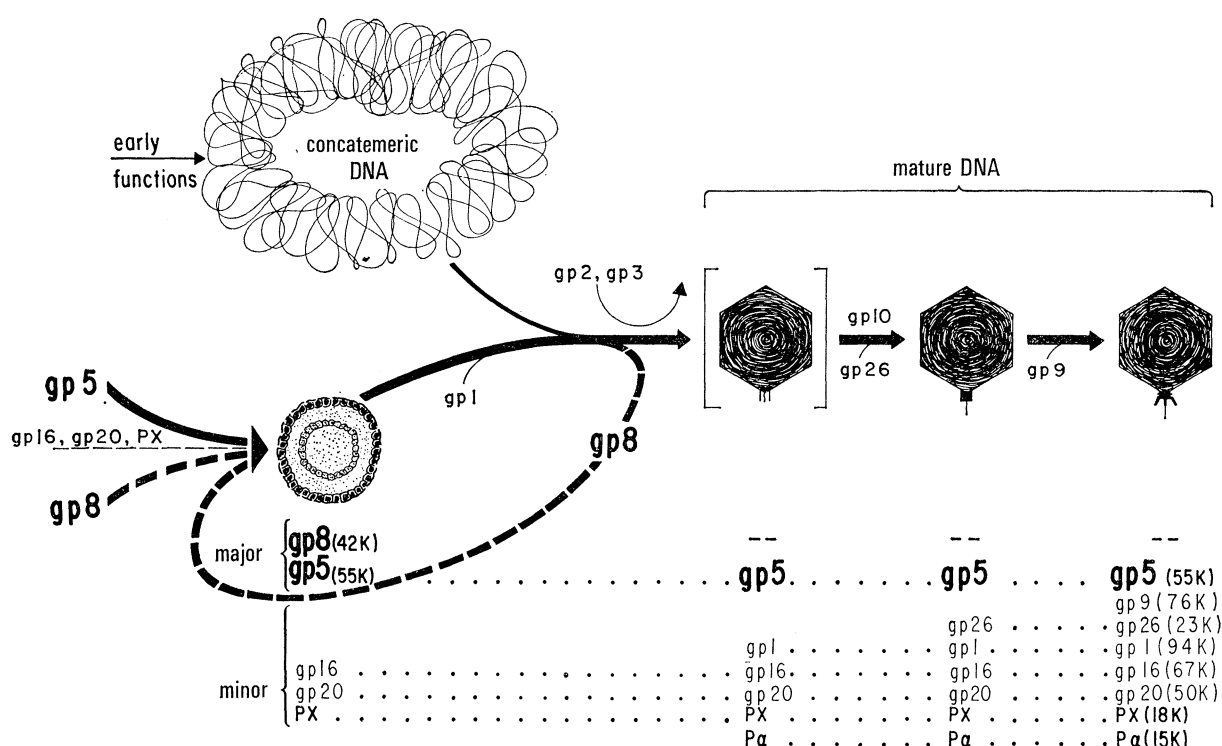 early
functions
concatemeric
DNA
mature DNA
gp2, gp3
gp10
gp26
gp9
gp1
gp5
gp16, gp20, PX
gp8
gp8
major
gp8 (42K)
gp5 (55K) gp5 gp5 gp5 (55K)
gp9 (76K)
gp26 gp26 (23K)
gp1 gp1 gp1 (94K)
minor
gp16 gp16 gp16 gp16 (67K)
gp20 gp20 gp20 gp20 (50K)
PX PX PX PX (18K)
Pα Pα Pα (15K)